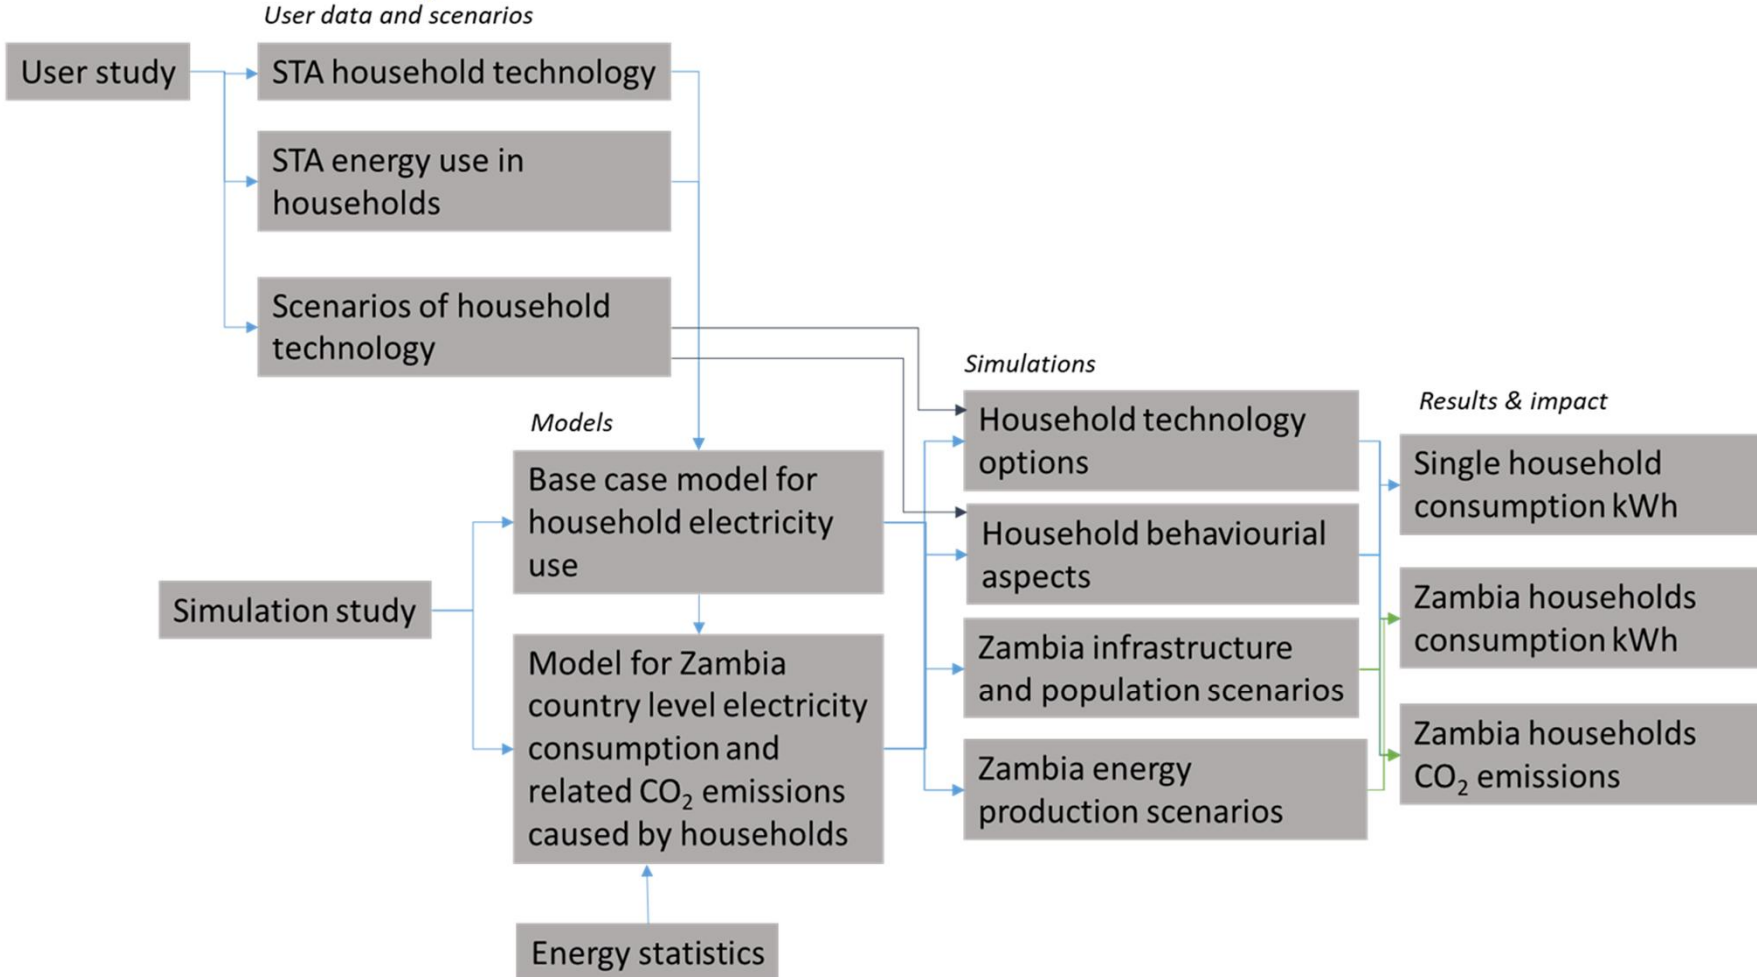 User data and scenarios
User study
STA household technology
STA energy use in
households
Scenarios of household
technology
Models
Base case model for
household electricity
use
Simulation study
Model for Zambia
country level electricity
consumption and
related CO₂ emissions
caused by households
Energy statistics
Simulations
Household technology
options
Household behaviourial
aspects
Zambia infrastructure
and population scenarios
Zambia energy
production scenarios
Results & impact
Single household
consumption kWh
Zambia households
consumption kWh
Zambia households
CO₂ emissions